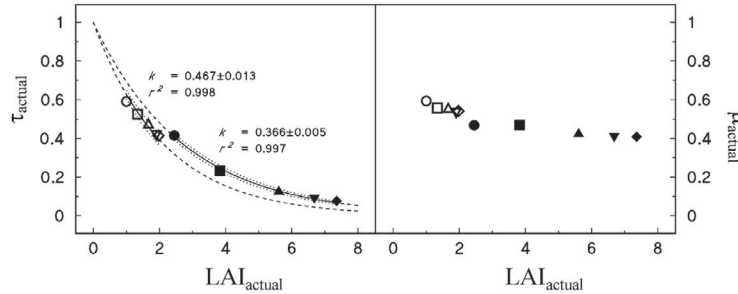 1
0.8
0.6
0.4
0.2
0
τactual
k = 0.467±0.013
r² = 0.998
k = 0.366±0.005
r² = 0.997
0 2 4 6 8
LAIactual
1
0.8
0.6
0.4
0.2
0
actual
0 2 4 6 8
LAIactual